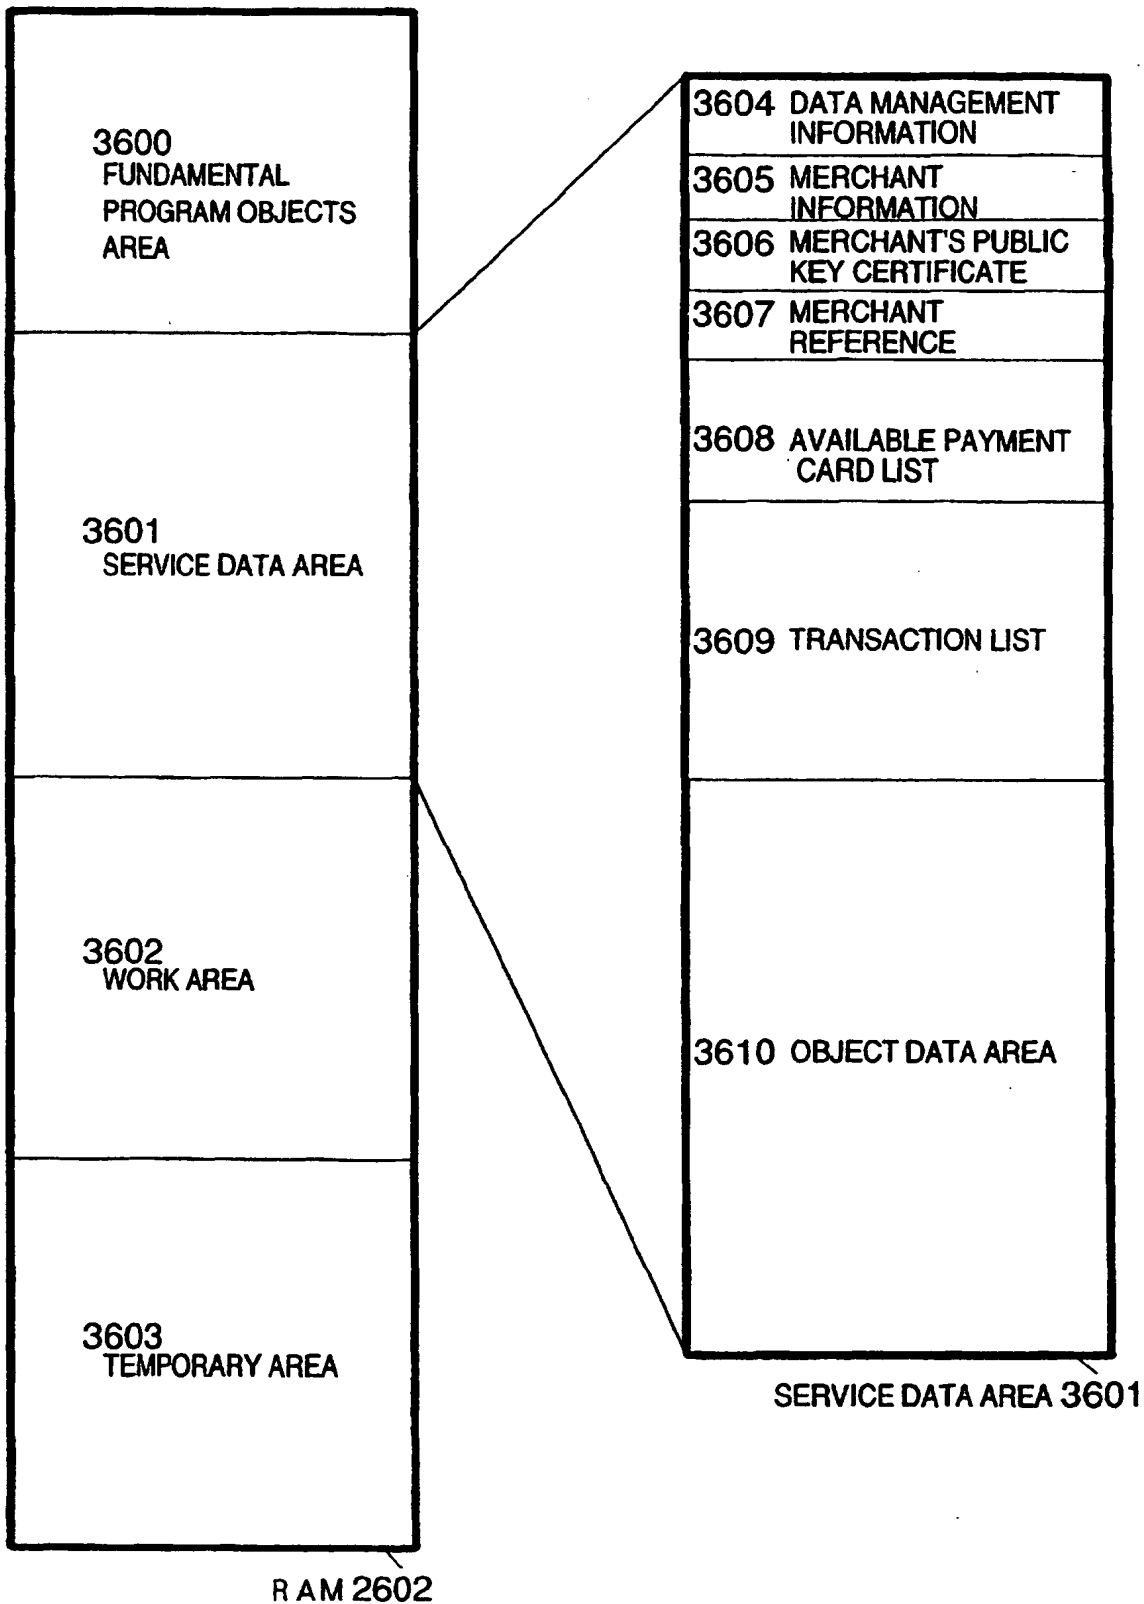 3600
FUNDAMENTAL
PROGRAM OBJECTS
AREA
3601
SERVICE DATA AREA
3602
WORK AREA
3603
TEMPORARY AREA
RAM 2602
3604 DATA MANAGEMENT
INFORMATION
3605 MERCHANT
INFORMATION
3606 MERCHANT'S PUBLIC
KEY CERTIFICATE
3607 MERCHANT
REFERENCE
3608 AVAILABLE PAYMENT
CARD LIST
3609 TRANSACTION LIST
3610 OBJECT DATA AREA
SERVICE DATA AREA 3601